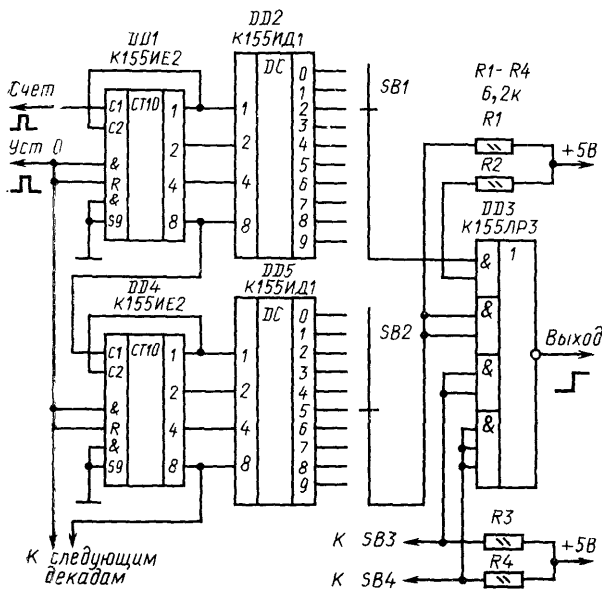 DD1
К155ИЕ2
DD2
К155ИД1
Счет
Уст 0
C1
C2
&
R
&
S9
СТ10
1
2
4
8
1
2
4
8
DC
0
1
2
3
4
5
6
7
8
9
SB1
R1-R4
6,2к
R1
R2
+5В
DD3
К155ЛР3
&
&
&
&
1
Выход
DD4
К155ИЕ2
DD5
К155ИД1
C1
C2
&
R
&
S9
СТ10
1
2
4
8
1
2
4
8
DC
0
1
2
3
4
5
6
7
8
9
SB2
К следующим
декадам
К SB3
К SB4
R3
R4
+5В